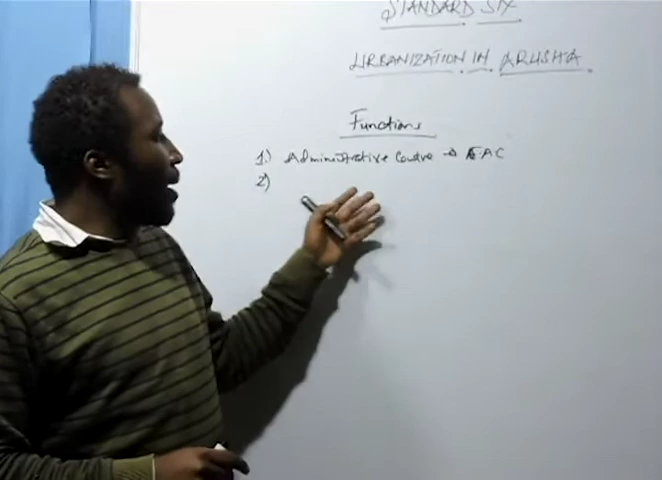 STANDARD SIX
URBANIZATION IN ARUSHA.
Functions
1.) Administrative Centre → EAC
2)